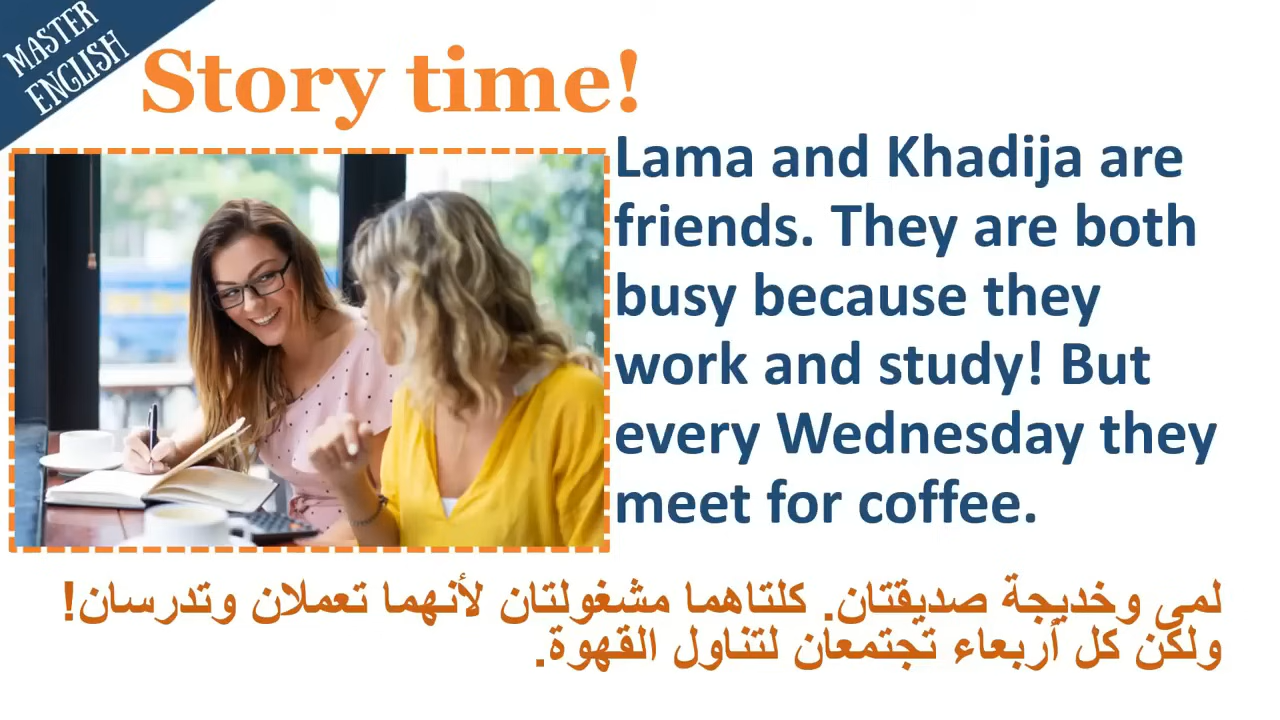 MASTER
ENGLISH
Story time!
Lama and Khadija are
friends. They are both
busy because they
work and study! But
every Wednesday they
meet for coffee.
لمى وخديجة صديقتان. كلتاهما مشغولتان لأنهما تعملان وتدرسان!
ولكن كل أربعاء تجتمعان لتناول القهوة.